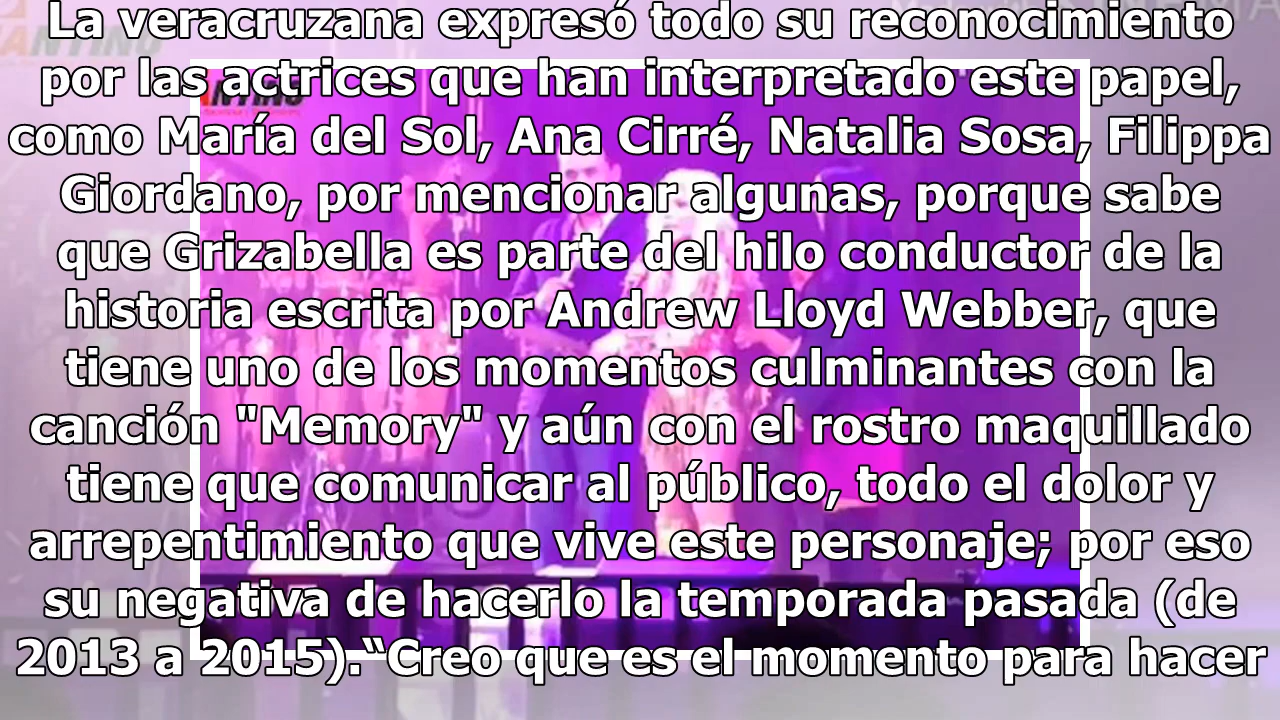 La veracruzana expresó todo su reconocimiento
por las actrices que han interpretado este papel,
como María del Sol, Ana Cirré, Natalia Sosa, Filippa
Giordano, por mencionar algunas, porque sabe
que Grizabella es parte del hilo conductor de la
historia escrita por Andrew Lloyd Webber, que
tiene uno de los momentos culminantes con la
canción "Memory" y aún con el rostro maquillado
tiene que comunicar al público, todo el dolor y
arrepentimiento que vive este personaje; por eso
su negativa de hacerlo la temporada pasada (de
2013 a 2015).“Creo que es el momento para hacer